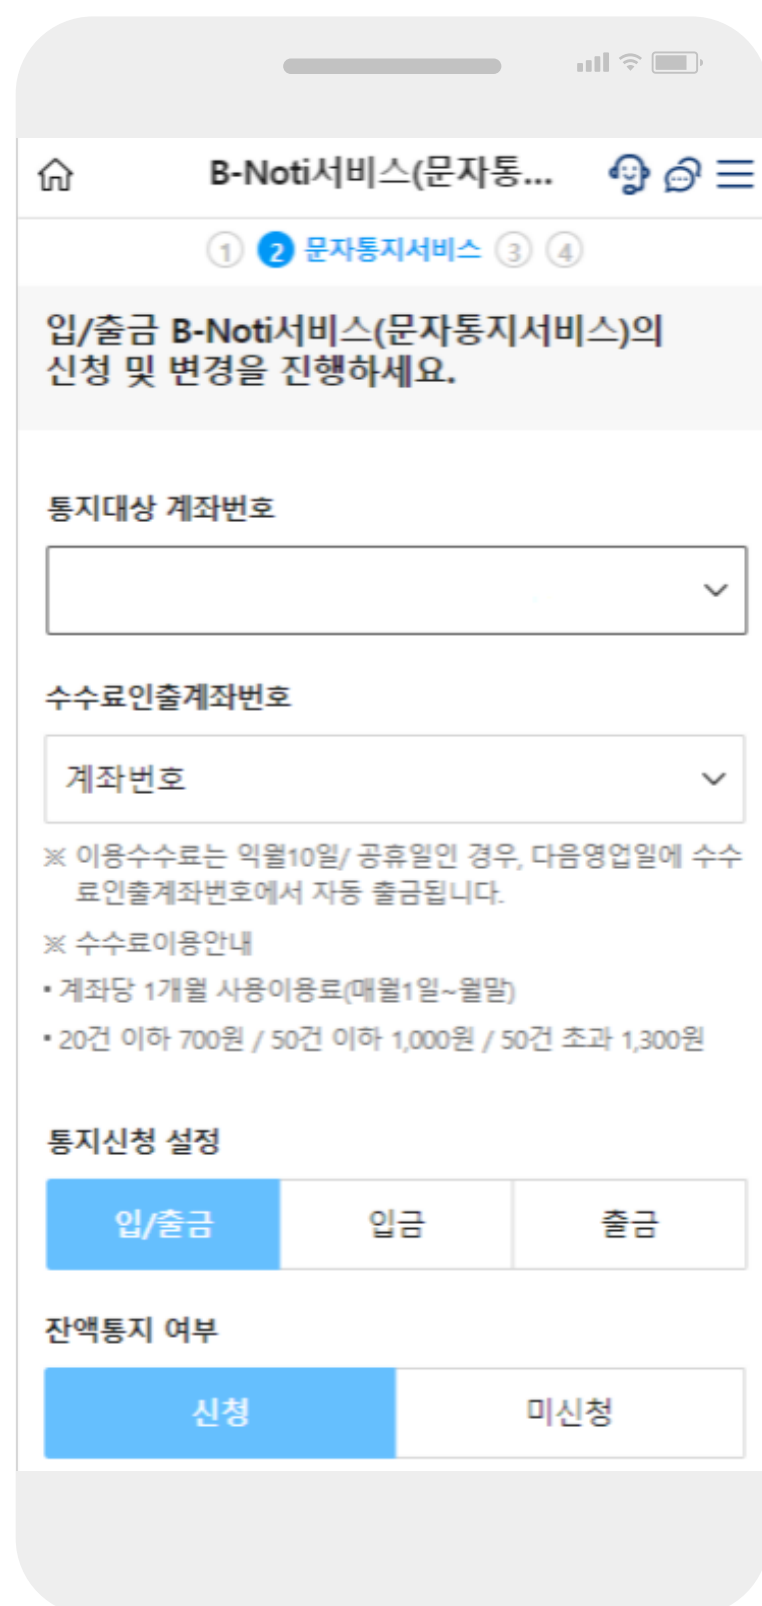 B-Noti서비스(문자통...
1 2 문자통지서비스 3 4
입/출금 B-Noti서비스(문자통지서비스)의
신청 및 변경을 진행하세요.
통지대상 계좌번호
수수료인출계좌번호
계좌번호
※ 이용수수료는 익월10일/ 공휴일인 경우, 다음영업일에 수수
료인출계좌번호에서 자동 출금됩니다.
※ 수수료이용안내
▪ 계좌당 1개월 사용이용료(매월1일~월말)
▪ 20건 이하 700원 / 50건 이하 1,000원 / 50건 초과 1,300원
통지신청 설정
입/출금 입금 출금
잔액통지 여부
신청 미신청